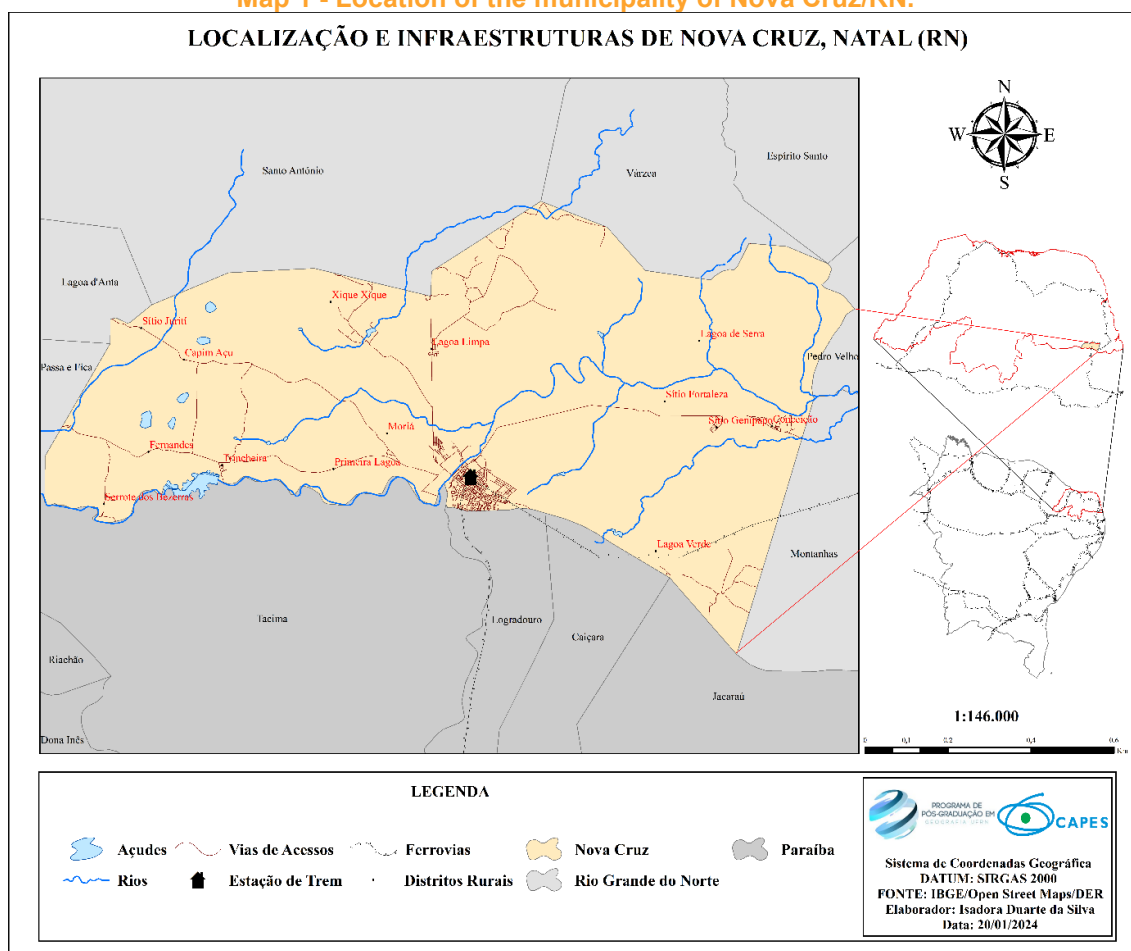 Map 1 - Location of the municipality of Nova Cruz/RN.
LOCALIZAÇÃO E INFRAESTRUTURAS DE NOVA CRUZ, NATAL (RN)
N
W E
S
Santo Antônio
Várzea
Espírito Santo
Lagoa d'Anta
Xique Xique
Sítio Juriti
Lagoa Limpa
Lagoa de Serra
Capim Açu
Passa e Fica
Pedro Velho
Sítio Fortaleza
Sítio Genipapo
Conceição
Moriá
Fernandes
Trincheira
Primeira Lagoa
Serrote dos Bezerras
Lagoa Verde
Montanhas
Tacima
Logradouro
Caiçara
Riachão
Jacaraú
Dona Inês
1:146.000
0 0,1 0,2 0,4 0,6
Km
LEGENDA
Açudes
Vias de Acessos
Ferrovias
Nova Cruz
Paraíba
Rios
Estação de Trem
Distritos Rurais
Rio Grande do Norte
PROGRAMA DE
PÓS-GRADUAÇÃO EM
GEOGRAFIA UFRN
CAPES
Sistema de Coordenadas Geográfica
DATUM: SIRGAS 2000
FONTE: IBGE/Open Street Maps/DER
Elaborador: Isadora Duarte da Silva
Data: 20/01/2024